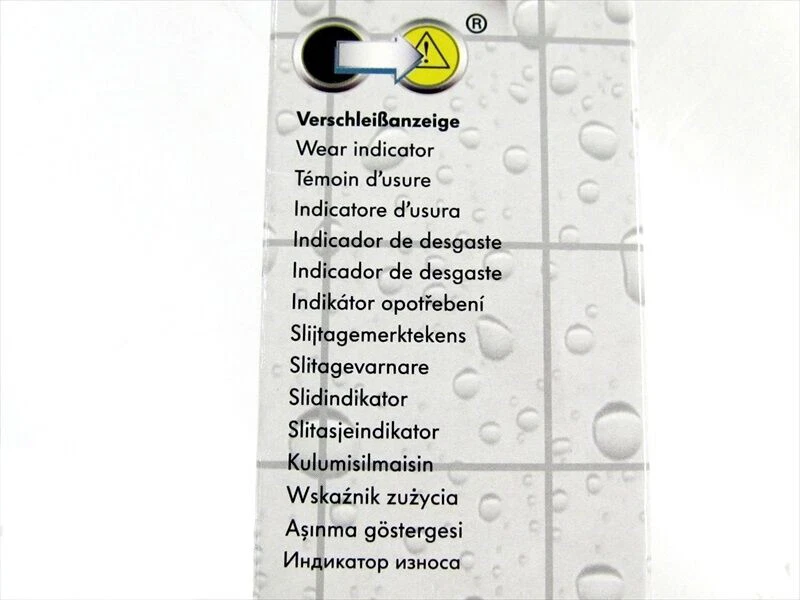 ®
Verschleißanzeige
Wear indicator
Témoin d'usure
Indicatore d'usura
Indicador de desgaste
Indicador de desgaste
Indikátor opotřebení
Slijtagemerktekens
Slitagevarnare
Slidindikator
Slitasjeindikator
Kulumisilmaisin
Wskaźnik zużycia
Aşınma göstergesi
Индикатор износа